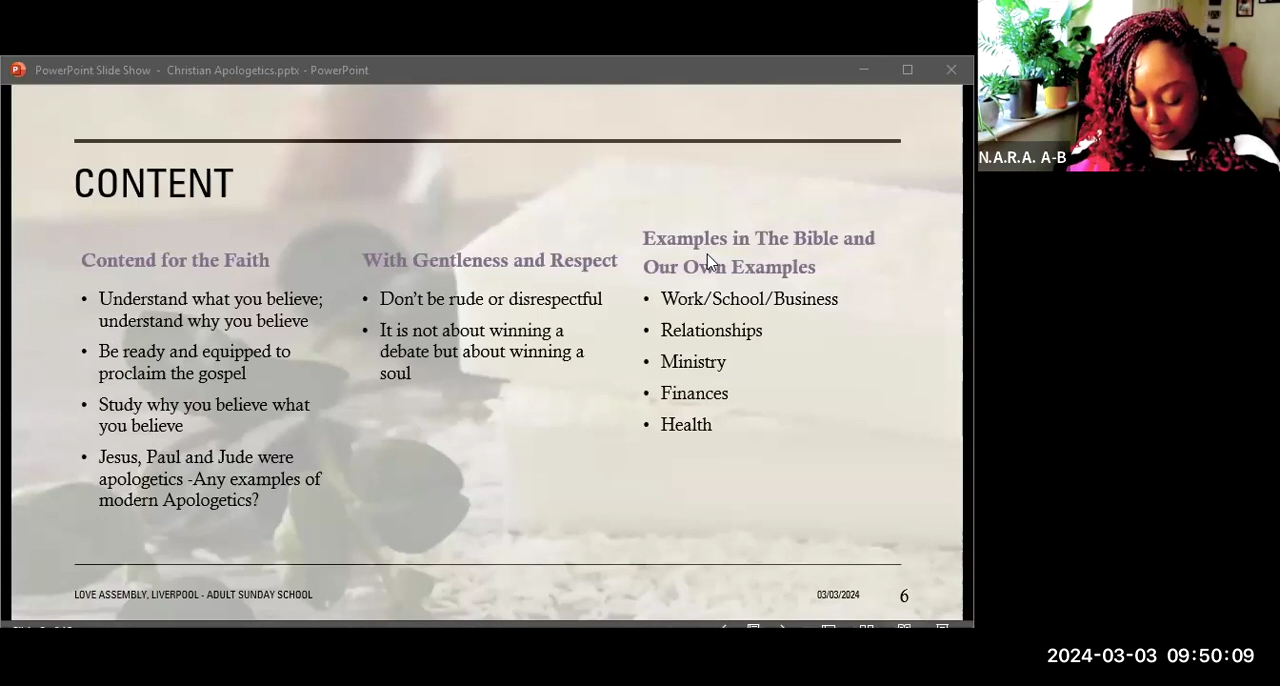 PowerPoint Slide Show - Christian Apologetics.pptx - PowerPoint
N.A.R.A. A-B
CONTENT
Contend for the Faith
• Understand what you believe;
understand why you believe
• Be ready and equipped to
proclaim the gospel
• Study why you believe what
you believe
• Jesus, Paul and Jude were
apologetics -Any examples of
modern Apologetics?
With Gentleness and Respect
• Don't be rude or disrespectful
• It is not about winning a
debate but about winning a
soul
Examples in The Bible and
Our Own Examples
• Work/School/Business
• Relationships
• Ministry
• Finances
• Health
LOVE ASSEMBLY, LIVERPOOL - ADULT SUNDAY SCHOOL
03/03/2024
6
2024-03-03 09:50:09